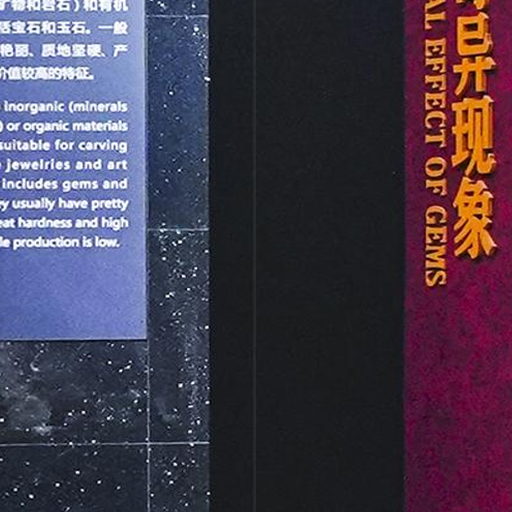 矿物和岩石）和有机
活宝石和玉石。一般
艳丽、质地坚硬、产
价值较高的特征。
inorganic (minerals
) or organic materials
suitable for carving
jewelries and art
includes gems and
ey usually have pretty
eat hardness and high
le production is low.
异现象
AL EFFECT OF GEMS